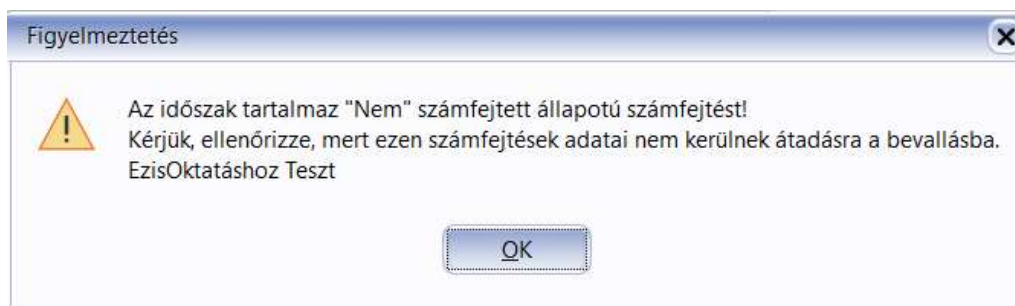 Figyelmeztetés
Az időszak tartalmaz "Nem" számfejtett állapotú számfejtést!
Kérjük, ellenőrizze, mert ezen számfejtések adatai nem kerülnek átadásra a bevallásba.
EzisOktatáshoz Teszt
OK